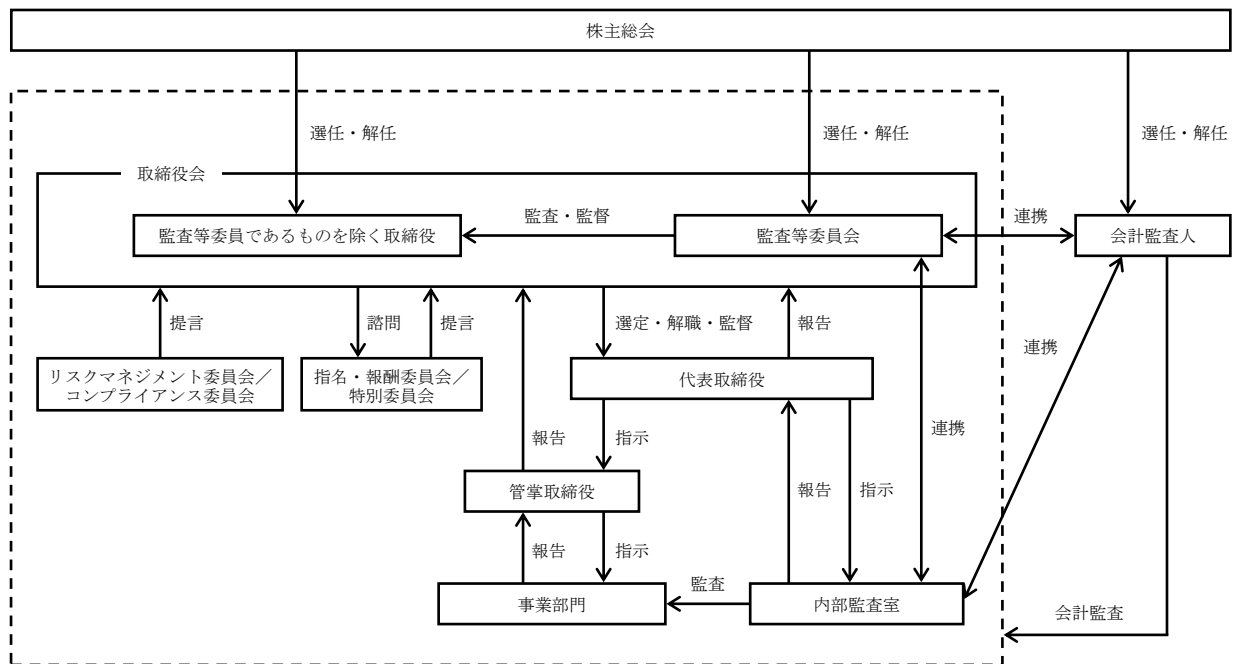 株主総会
選任・解任
選任・解任
選任・解任
取締役会
監査等委員であるものを除く取締役
監査・監督
監査等委員会
連携
会計監査人
提言
諮問
提言
選定・解職・監督
報告
連携
リスクマネジメント委員会／
コンプライアンス委員会
指名・報酬委員会／
特別委員会
代表取締役
報告
指示
連携
管掌取締役
報告
指示
報告
指示
事業部門
監査
内部監査室
会計監査